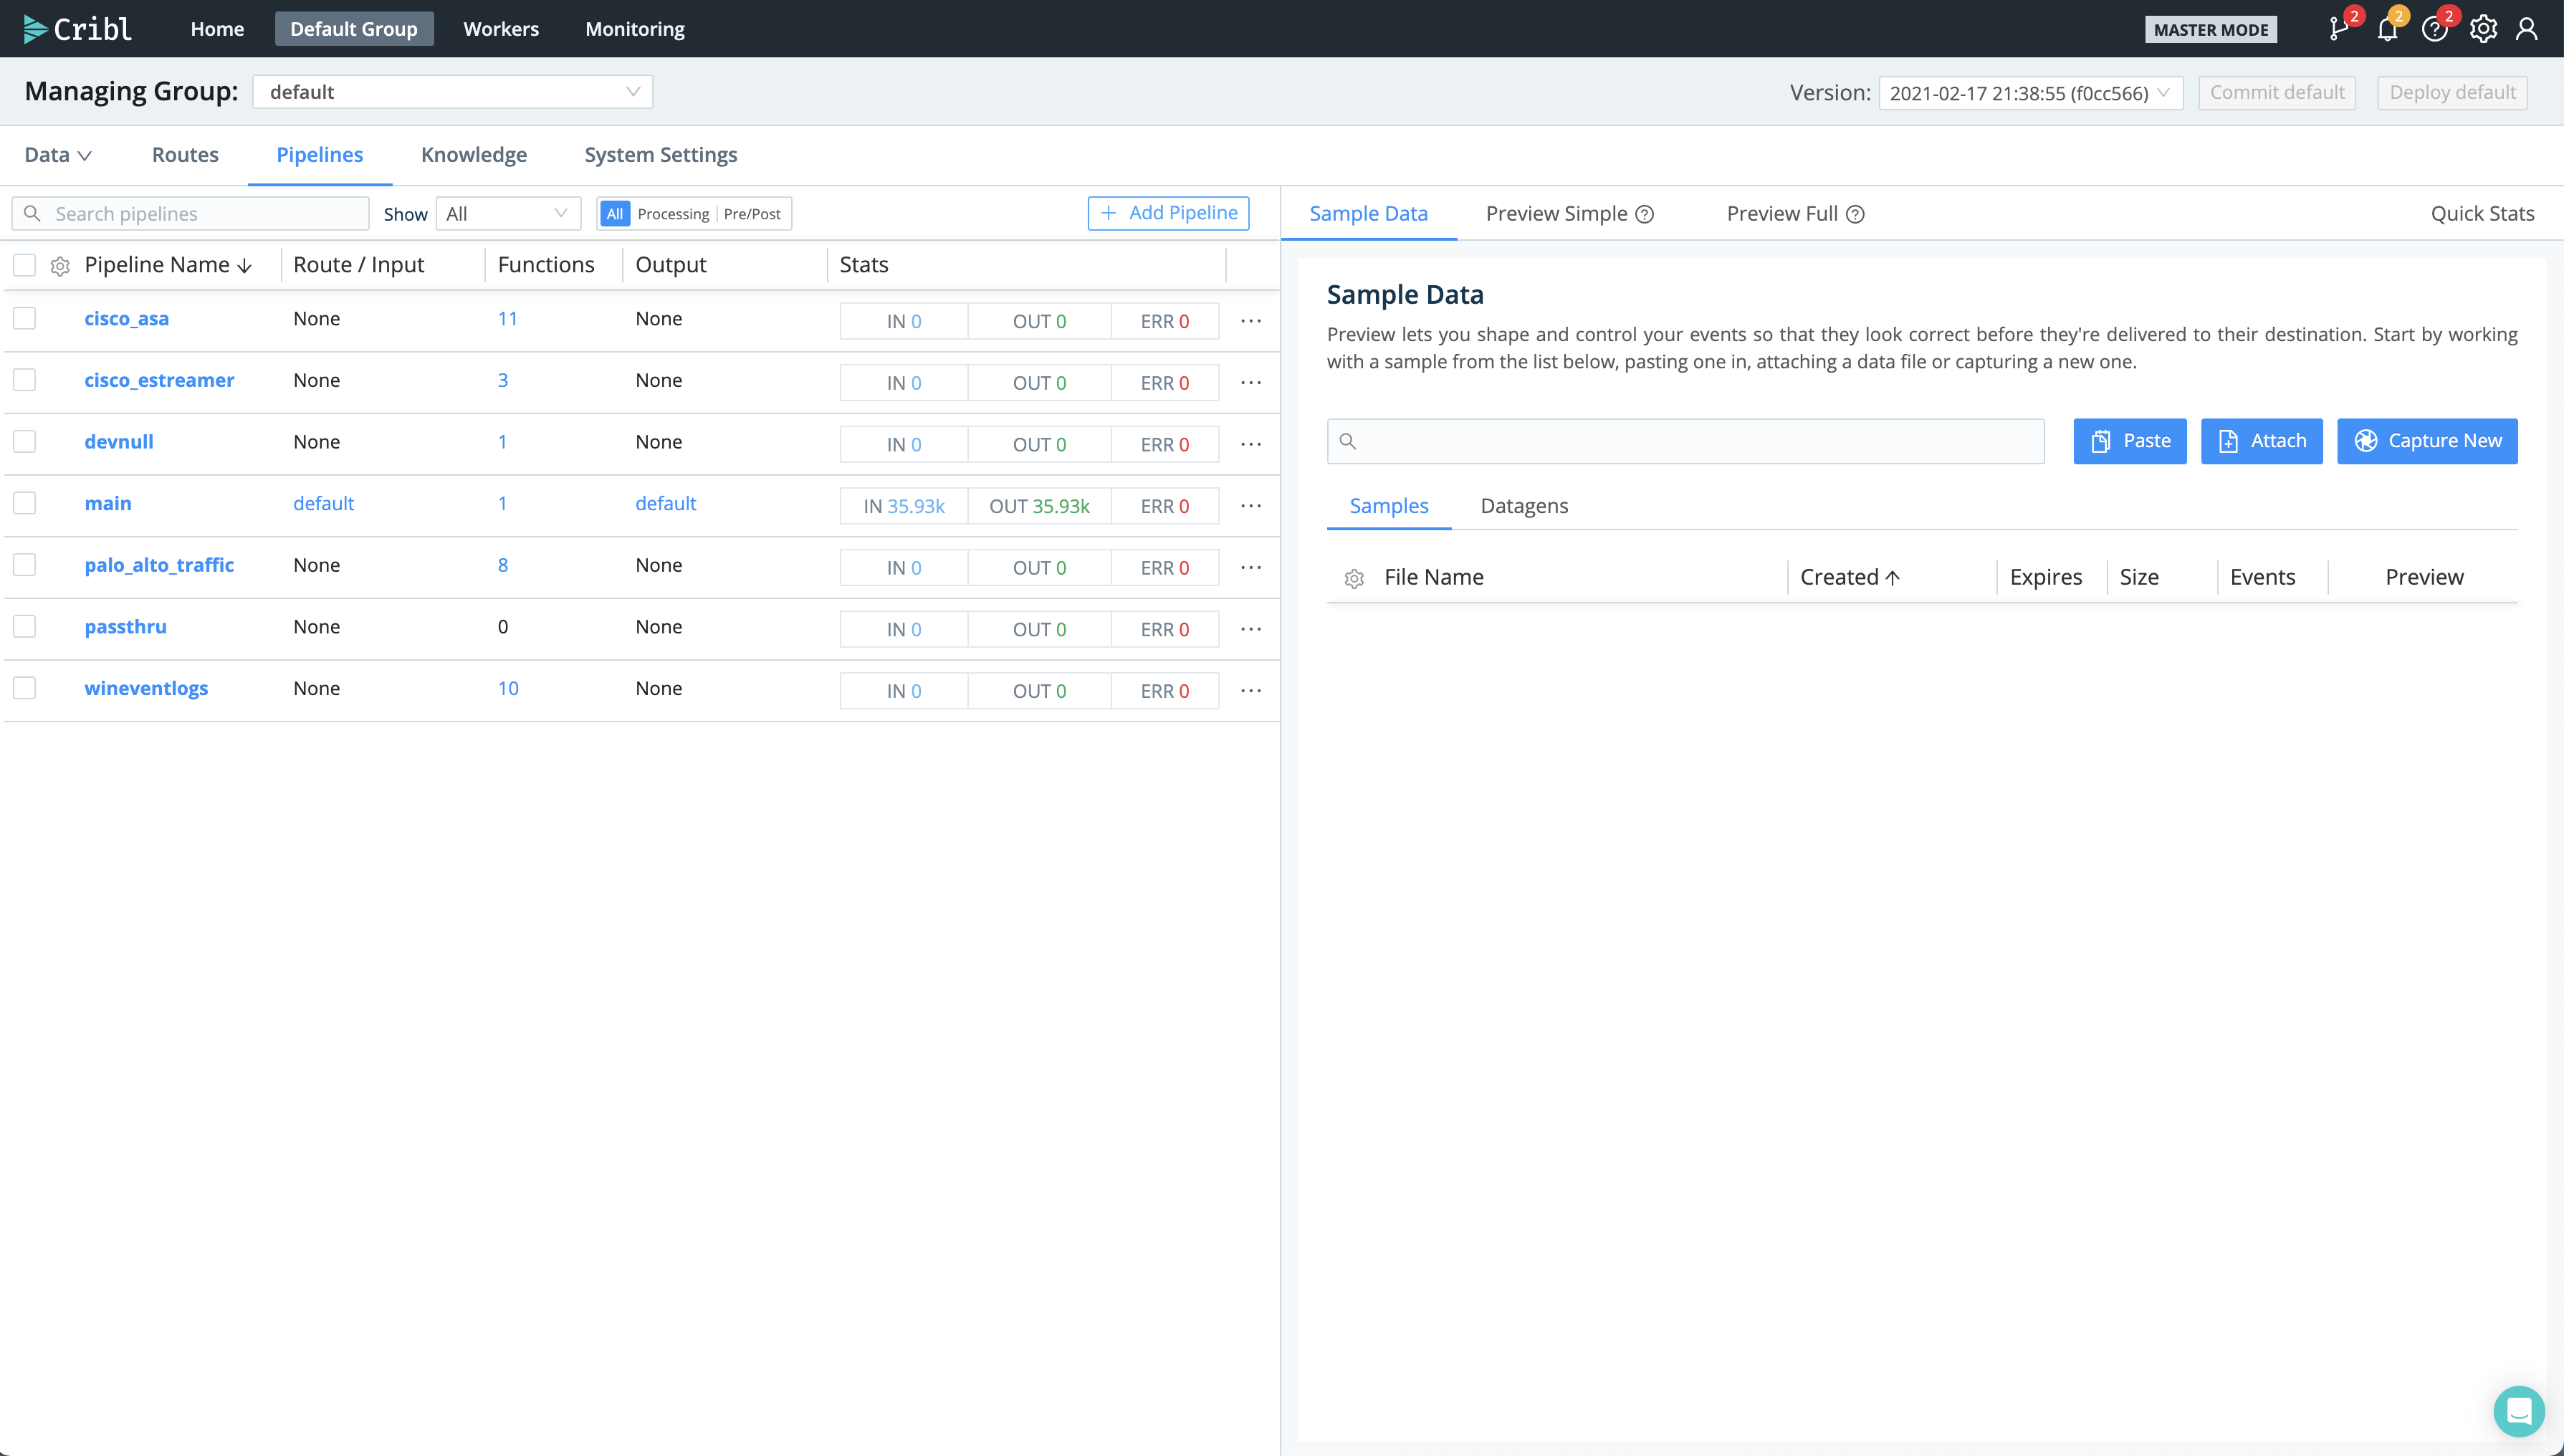 Cribl Home Default Group Workers Monitoring MASTER MODE 2 2 2
Managing Group: default Version: 2021-02-17 21:38:55 (f0cc566) Commit default Deploy default
Data Routes Pipelines Knowledge System Settings
Search pipelines Show All All Processing Pre/Post + Add Pipeline
Pipeline Name Route / Input Functions Output Stats
cisco_asa None 11 None IN 0 OUT 0 ERR 0 ...
cisco_estreamer None 3 None IN 0 OUT 0 ERR 0 ...
devnull None 1 None IN 0 OUT 0 ERR 0 ...
main default 1 default IN 35.93k OUT 35.93k ERR 0 ...
palo_alto_traffic None 8 None IN 0 OUT 0 ERR 0 ...
passthru None 0 None IN 0 OUT 0 ERR 0 ...
wineventlogs None 10 None IN 0 OUT 0 ERR 0 ...
Sample Data Preview Simple ? Preview Full ? Quick Stats
Sample Data
Preview lets you shape and control your events so that they look correct before they're delivered to their destination. Start by working
with a sample from the list below, pasting one in, attaching a data file or capturing a new one.
Paste Attach Capture New
Samples Datagens
File Name Created Expires Size Events Preview